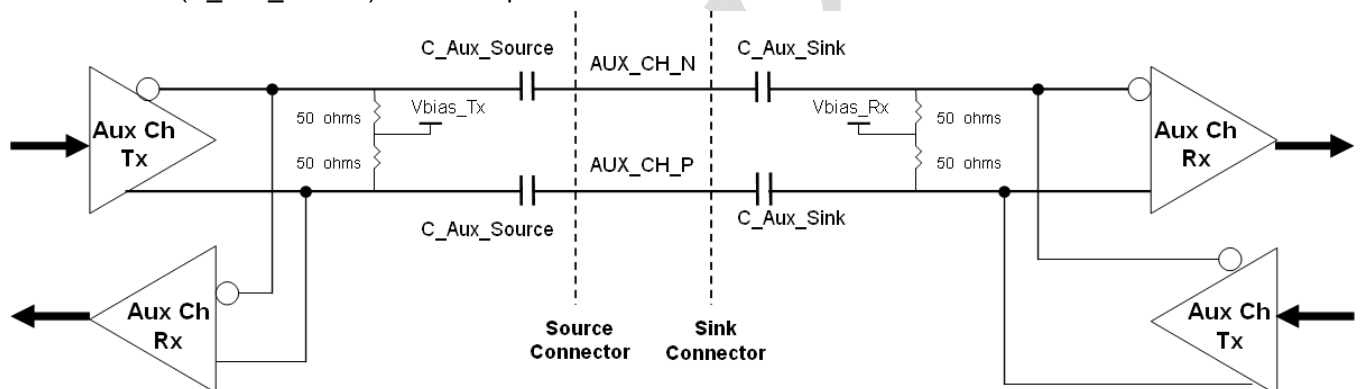 C_Aux_Source
AUX_CH_N
C_Aux_Sink
Vbias_Tx
50 ohms
50 ohms
Vbias_Rx
50 ohms
50 ohms
Aux Ch
Tx
Aux Ch
Rx
AUX_CH_P
C_Aux_Source
C_Aux_Sink
Aux Ch
Rx
Source
Connector
Sink
Connector
Aux Ch
Tx